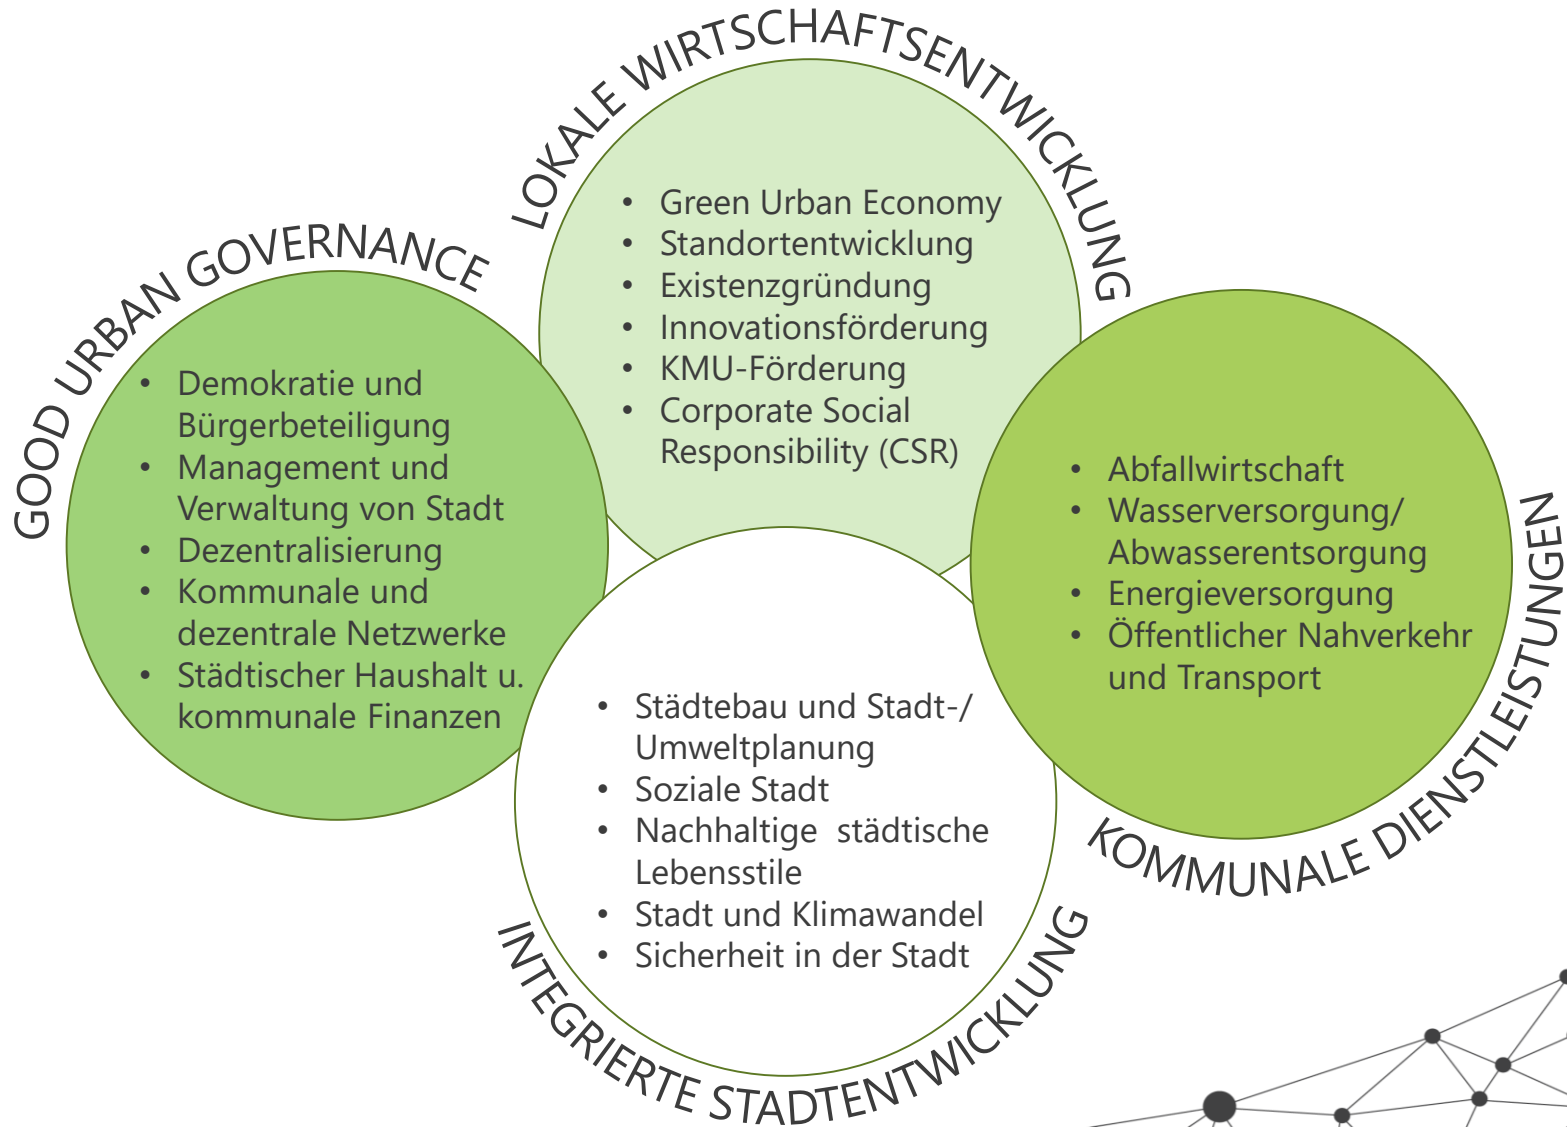 LOKALE WIRTSCHAFTSENTWICKLUNG
• Green Urban Economy
• Standortentwicklung
• Existenzgründung
• Innovationsförderung
• KMU-Förderung
• Corporate Social
Responsibility (CSR)
GOOD URBAN GOVERNANCE
• Demokratie und
Bürgerbeteiligung
• Management und
Verwaltung von Stadt
• Dezentralisierung
• Kommunale und
dezentrale Netzwerke
• Städtischer Haushalt u.
kommunale Finanzen
• Abfallwirtschaft
• Wasserversorgung/
Abwasserentsorgung
• Energieversorgung
• Öffentlicher Nahverkehr
und Transport
KOMMUNALE DIENSTLEISTUNGEN
• Städtebau und Stadt-/
Umweltplanung
• Soziale Stadt
• Nachhaltige  städtische
Lebensstile
• Stadt und Klimawandel
• Sicherheit in der Stadt
INTEGRIERTE STADTENTWICKLUNG